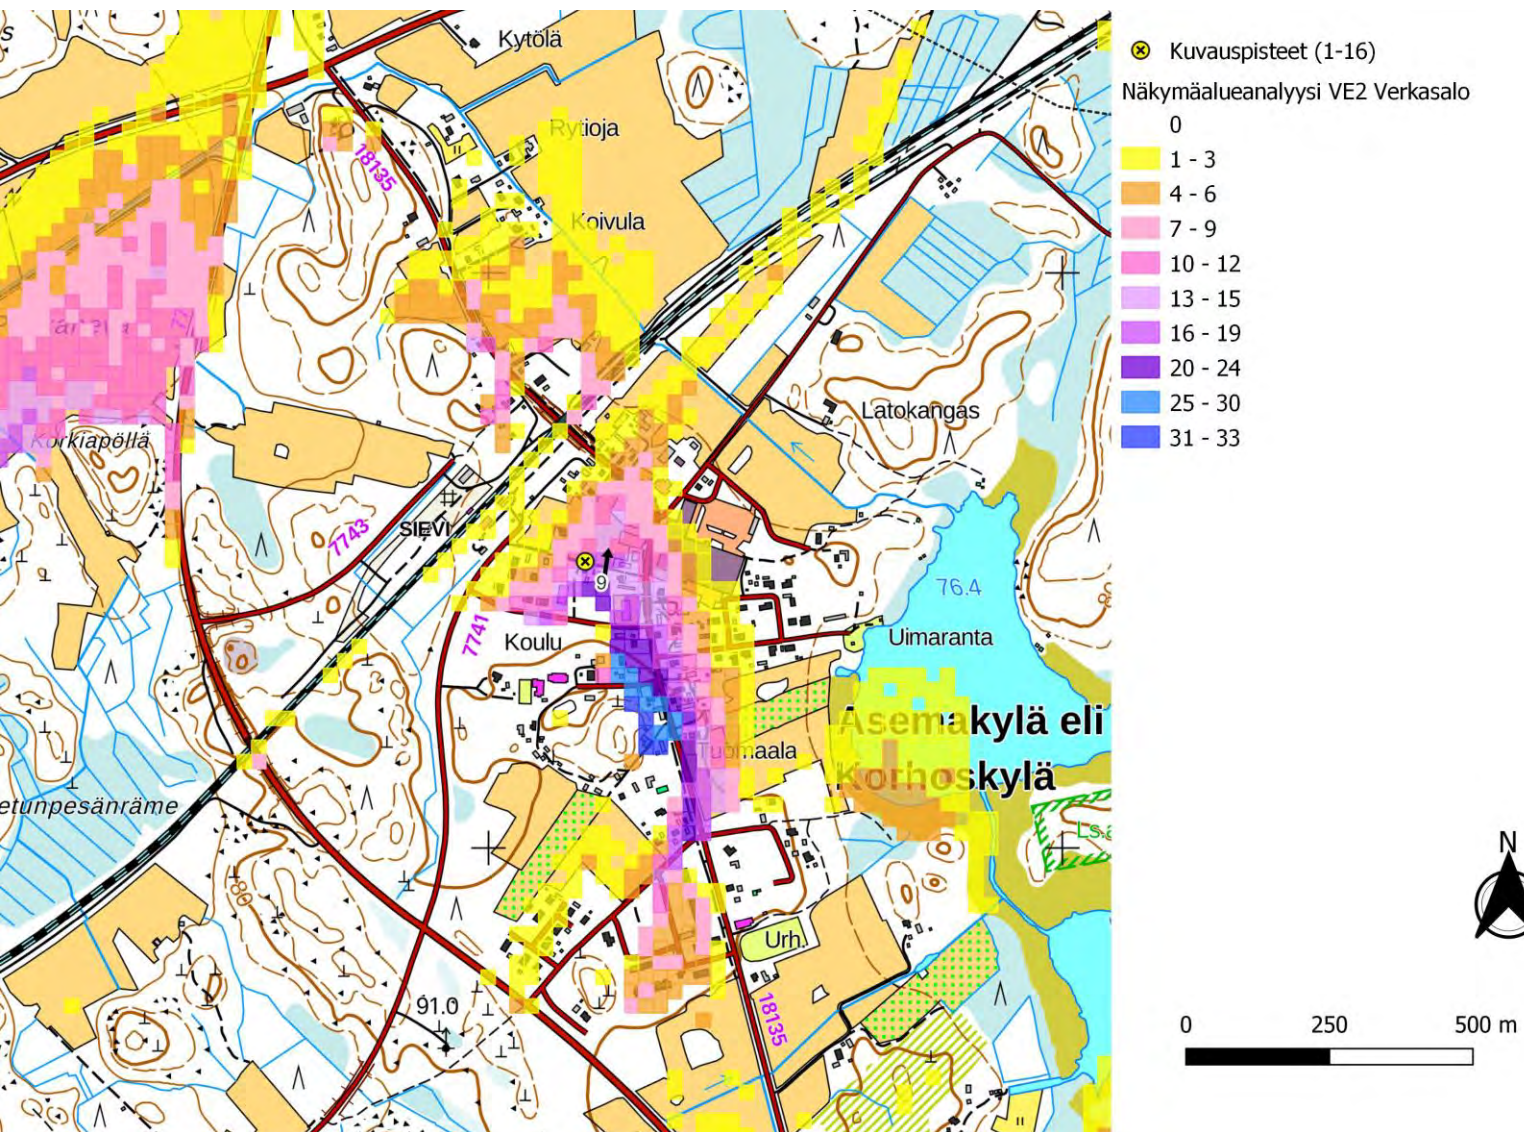 Kytölä
Rytioja
18135
Koivula
Korkiapöllä
Latokangas
SIEVI
7743
7741
9
76.4
Koulu
Uimaranta
Asemakylä eli
Korhoskylä
Tuomaala
etunpesänräme
80
Ls.a
Urh.
91.0
18135
Kuvauspisteet (1-16)
Näkymäalueanalyysi VE2 Verkasalo
0
1 - 3
4 - 6
7 - 9
10 - 12
13 - 15
16 - 19
20 - 24
25 - 30
31 - 33
N
0 250 500 m